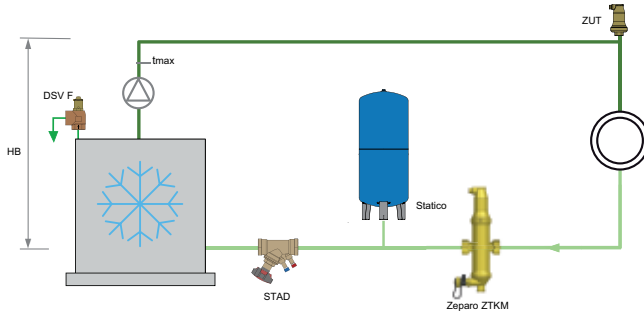 ZUT
tmax
DSV F
HB
Statico
STAD
Zeparo ZTKM